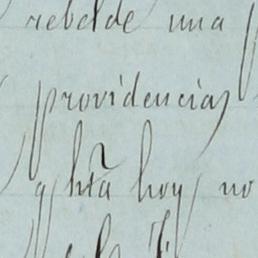 rebelde una
providencia,
q hta hoy no